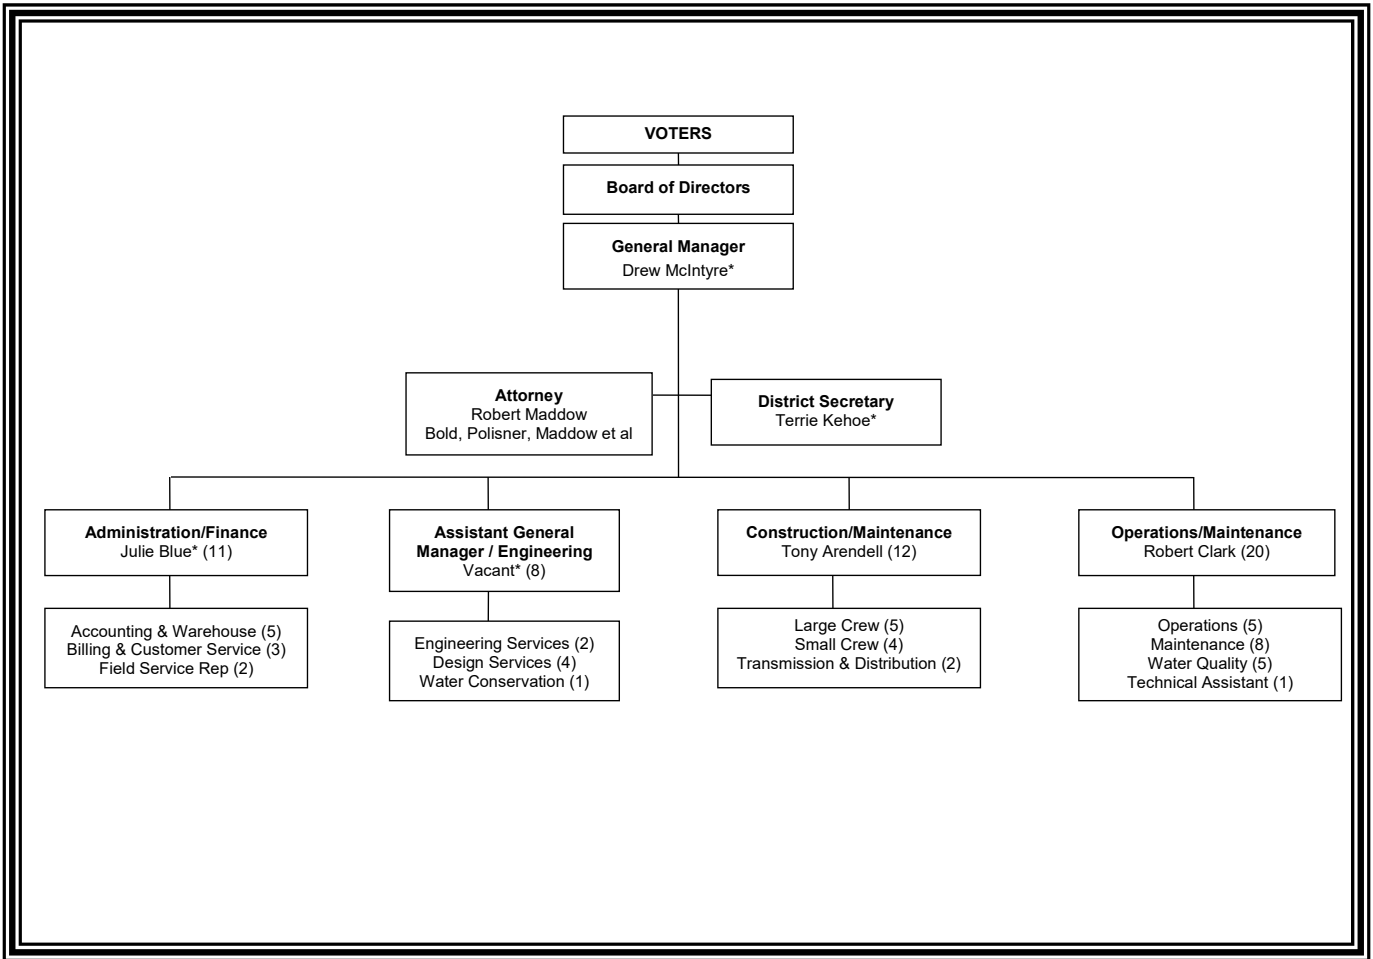 VOTERS
Board of Directors
General Manager
Drew McIntyre*
Attorney
Robert Maddow
Bold, Polisner, Maddow et al
District Secretary
Terrie Kehoe*
Administration/Finance
Julie Blue* (11)
Assistant General
Manager / Engineering
Vacant* (8)
Construction/Maintenance
Tony Arendell (12)
Operations/Maintenance
Robert Clark (20)
Accounting & Warehouse (5)
Billing & Customer Service (3)
Field Service Rep (2)
Engineering Services (2)
Design Services (4)
Water Conservation (1)
Large Crew (5)
Small Crew (4)
Transmission & Distribution (2)
Operations (5)
Maintenance (8)
Water Quality (5)
Technical Assistant (1)